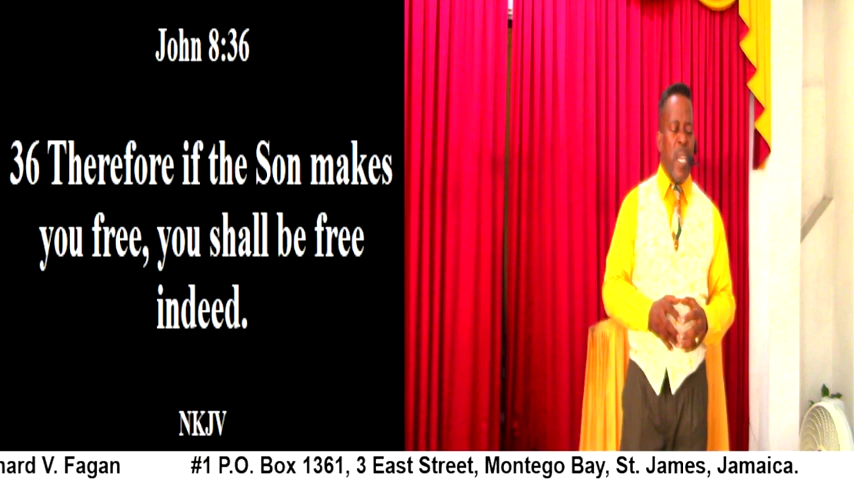 John 8:36
36 Therefore if the Son makes
you free, you shall be free
indeed.
NKJV
hard V. Fagan #1 P.O. Box 1361, 3 East Street, Montego Bay, St. James, Jamaica.